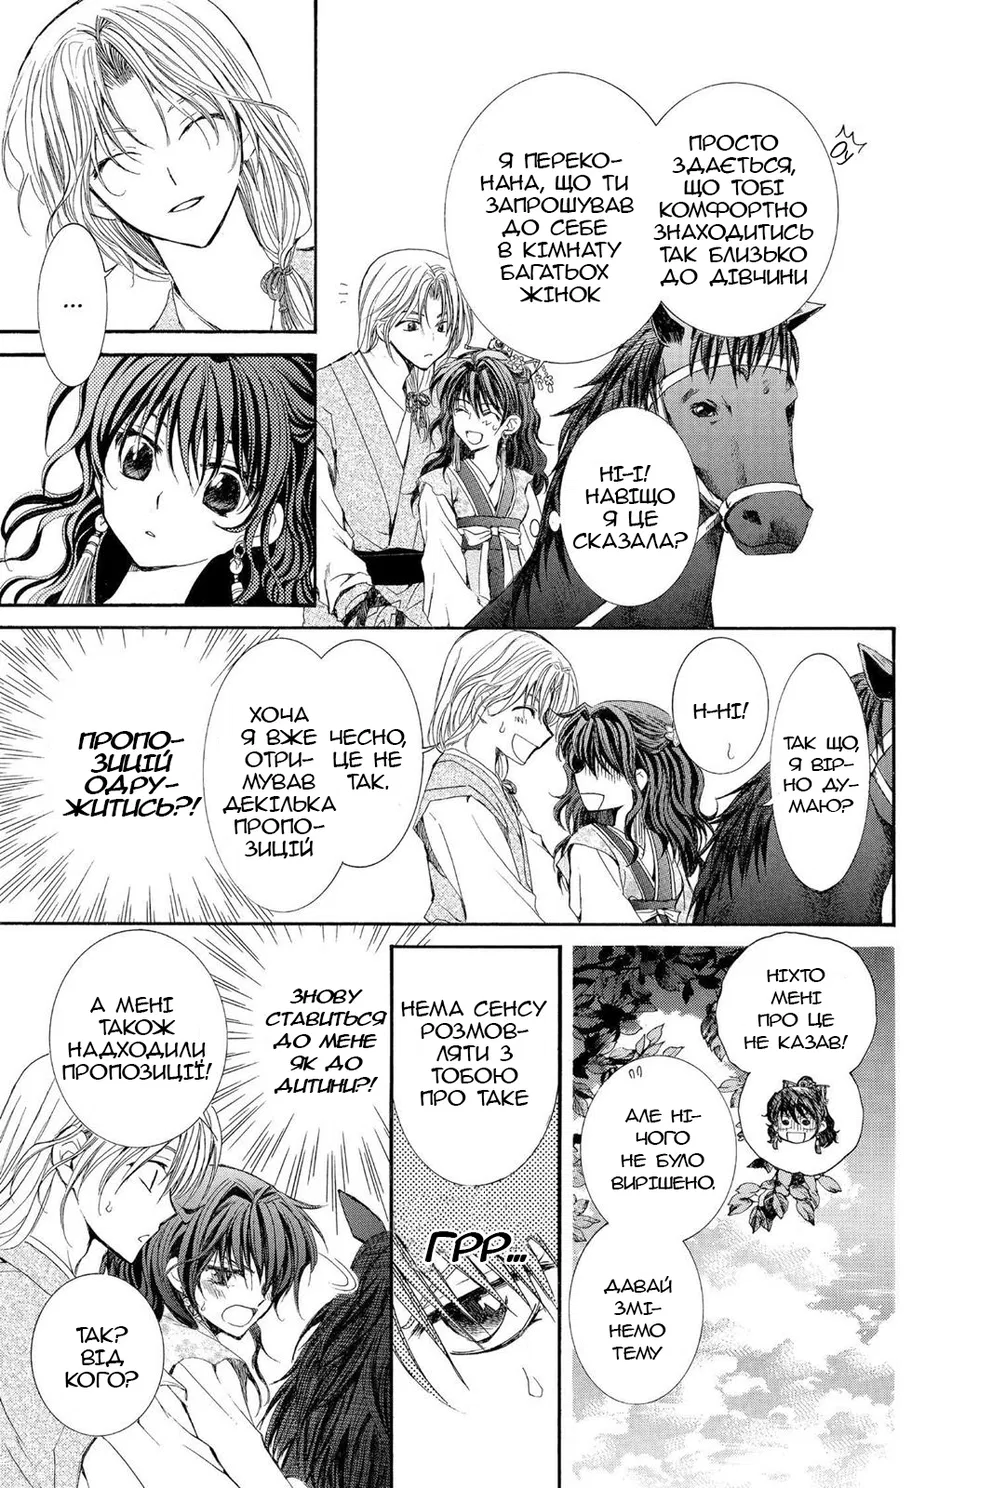 ПРОСТО
ЗДАЄТЬСЯ,
ЩО ТОБІ
КОМФОРТНО
ЗНАХОДИТИСЬ
ТАК БЛИЗЬКО
ДО ДІВЧИНИ
Я ПЕРЕКО-
НАНА, ЩО ТИ
ЗАПРОШУВАВ
ДО СЕБЕ
В КІМНАТУ
БАГАТЬОХ
ЖІНОК
НІ-І!
НАВІЩО
Я ЦЕ
СКАЗАЛА?
...
ТАК ЩО,
Я ВІР-
НО ДУ-
МАЮ?
Н-НІ!
ЧЕСНО,
ЦЕ НЕ
ТАК.
ХОЧА
Я ВЖЕ
ОТРИ-
МУВАВ
ДЕКІЛЬКА
ПРОПО-
ЗИЦІЙ
ПРОПО-
ЗИЦІЙ
ОДРУ-
ЖИТИСЬ?!
НІХТО
МЕНІ
ПРО ЦЕ
НЕ КАЗАВ!
АЛЕ НІ-
ЧОГО
НЕ БУЛО
ВИРІШЕНО.
ДАВАЙ
ЗМІ-
НЕМО
ТЕМУ
НЕМА СЕНСУ
РОЗМОВ-
ЛЯТИ З
ТОБОЮ
ПРО ТАКЕ
ГРР...
ЗНОВУ
СТАВИТЬСЯ
ДО МЕНЕ
ЯК ДО
ДИТИНИ?!
А МЕНІ
ТАКОЖ
НАДХОДИЛИ
ПРОПОЗИЦІЇ!
ТАК?
ВІД
КОГО?